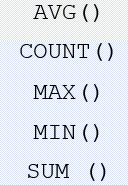 AVG()
COUNT()
MAX()
MIN()
SUM ()